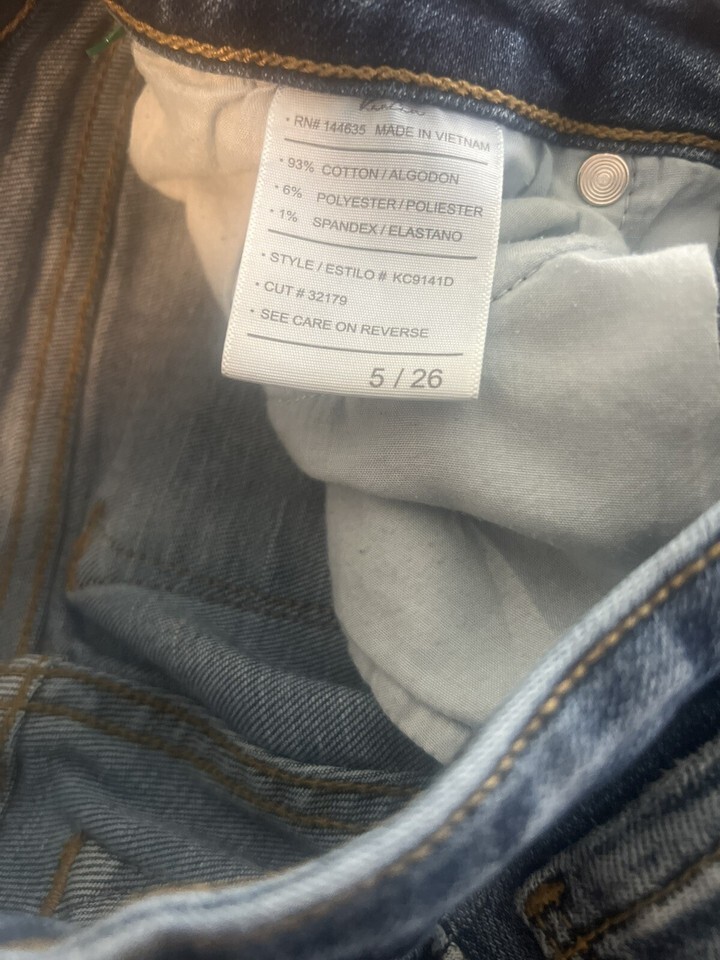 • RN# 144635 MADE IN VIETNAM
• 93% COTTON / ALGODON
• 6% POLYESTER / POLIESTER
• 1% SPANDEX / ELASTANO
• STYLE / ESTILO # KC9141D
• CUT # 32179
• SEE CARE ON REVERSE
5 / 26